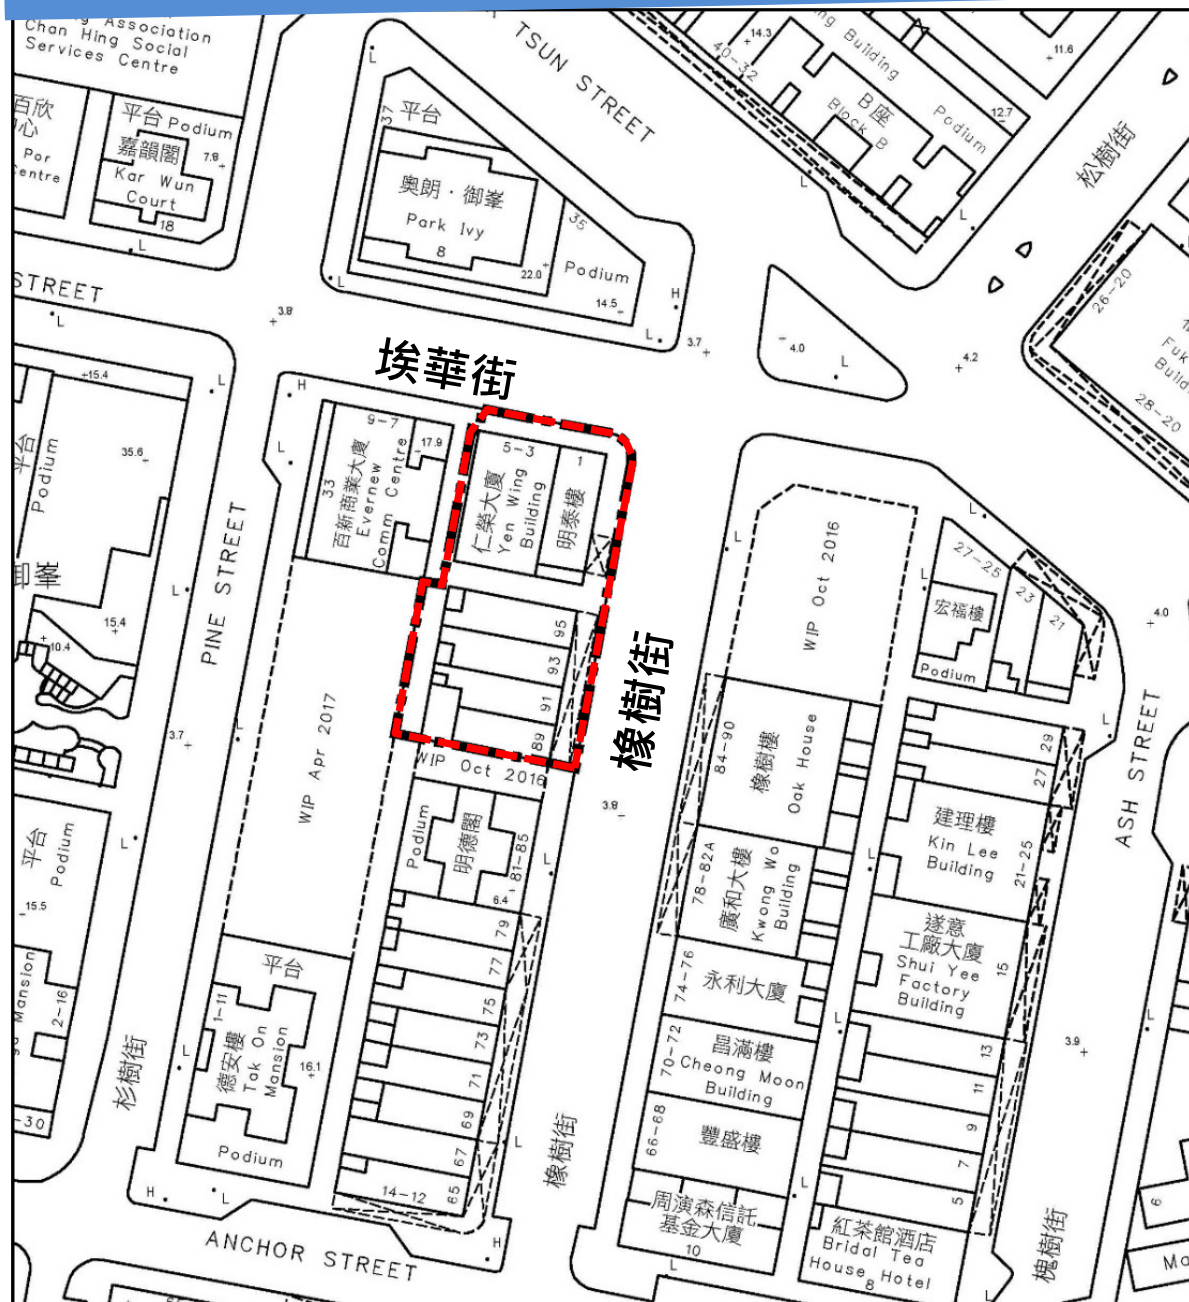 Association
Chan Hing Social
Services Centre
百欣
心
Por
Centre
平台 Podium
嘉韻閣
7.8
Kar Wun
Court
18
L
STREET
L
TSUN STREET
L
37
平台
奧朗．御峯
Park Ivy
8
35
22.0
Podium
14.5
H
L
L
3.8
3.7
14.3
40-32
Building
11.6
B座
Block B
Podium
12.7
L
L
松樹街
4.0
L
4.2
26-20
Fuk
Build
28-20
埃華街
15.4
平台
Podium
35.6
御峯
15.4
10.4
L
L
PINE STREET
H
L
9-7
17.9
33
百新商業大廈
Evernew
Comm Centre
5-3
仁榮大廈
Yen Wing
Building
1
明泰樓
95
93
91
89
橡樹街
WIP Oct 2016
WIP Apr 2017
3.7
L
L
平台
Podium
15.5
Mansion
2-16
-30
杉樹街
L
Podium
明德閣
81-85
6.4
L
79
77
75
73
71
69
67
65
L
平台
1-11
德安樓
Tak On
Mansion
16.1
Podium
14-12
H
L
H
ANCHOR STREET
橡樹街
3.8
L
WIP Oct 2016
84-90
橡樹樓
Oak House
78-82A
廣和大樓
Kwong Wo
Building
74-76
永利大廈
70-72
昌滿樓
Cheong Moon
Building
66-68
豐盛樓
周演森信託
基金大廈
10
L
L
27-25
23
21
宏福樓
Podium
L
L
4.0
ASH STREET
29
27
建理樓
Kin Lee
Building
21-25
L
遂意
工廠大廈
Shui Yee
Factory
Building
15
L
13
11
9
7
5
L
紅茶館酒店
Bridal Tea
House Hotel
8
L
3.9
L
槐樹街
6
Ma